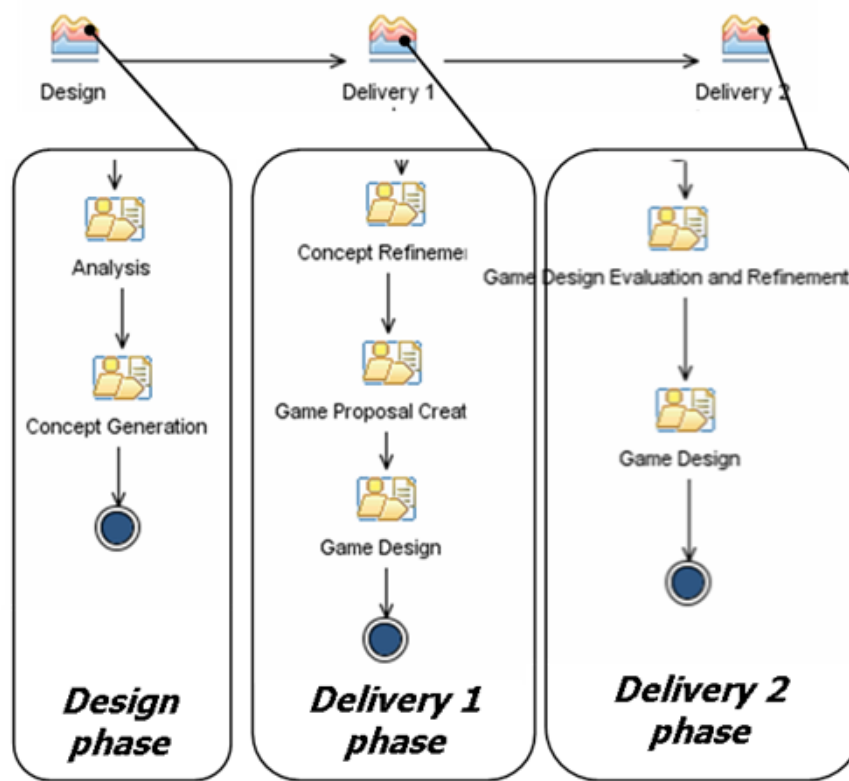 Design
Delivery 1
Delivery 2
Analysis
Concept Generation
Design
phase
Concept Refinemei
Game Proposal Creat
Game Design
Delivery 1
phase
Game Design Evaluation and Refinement
Game Design
Delivery 2
phase